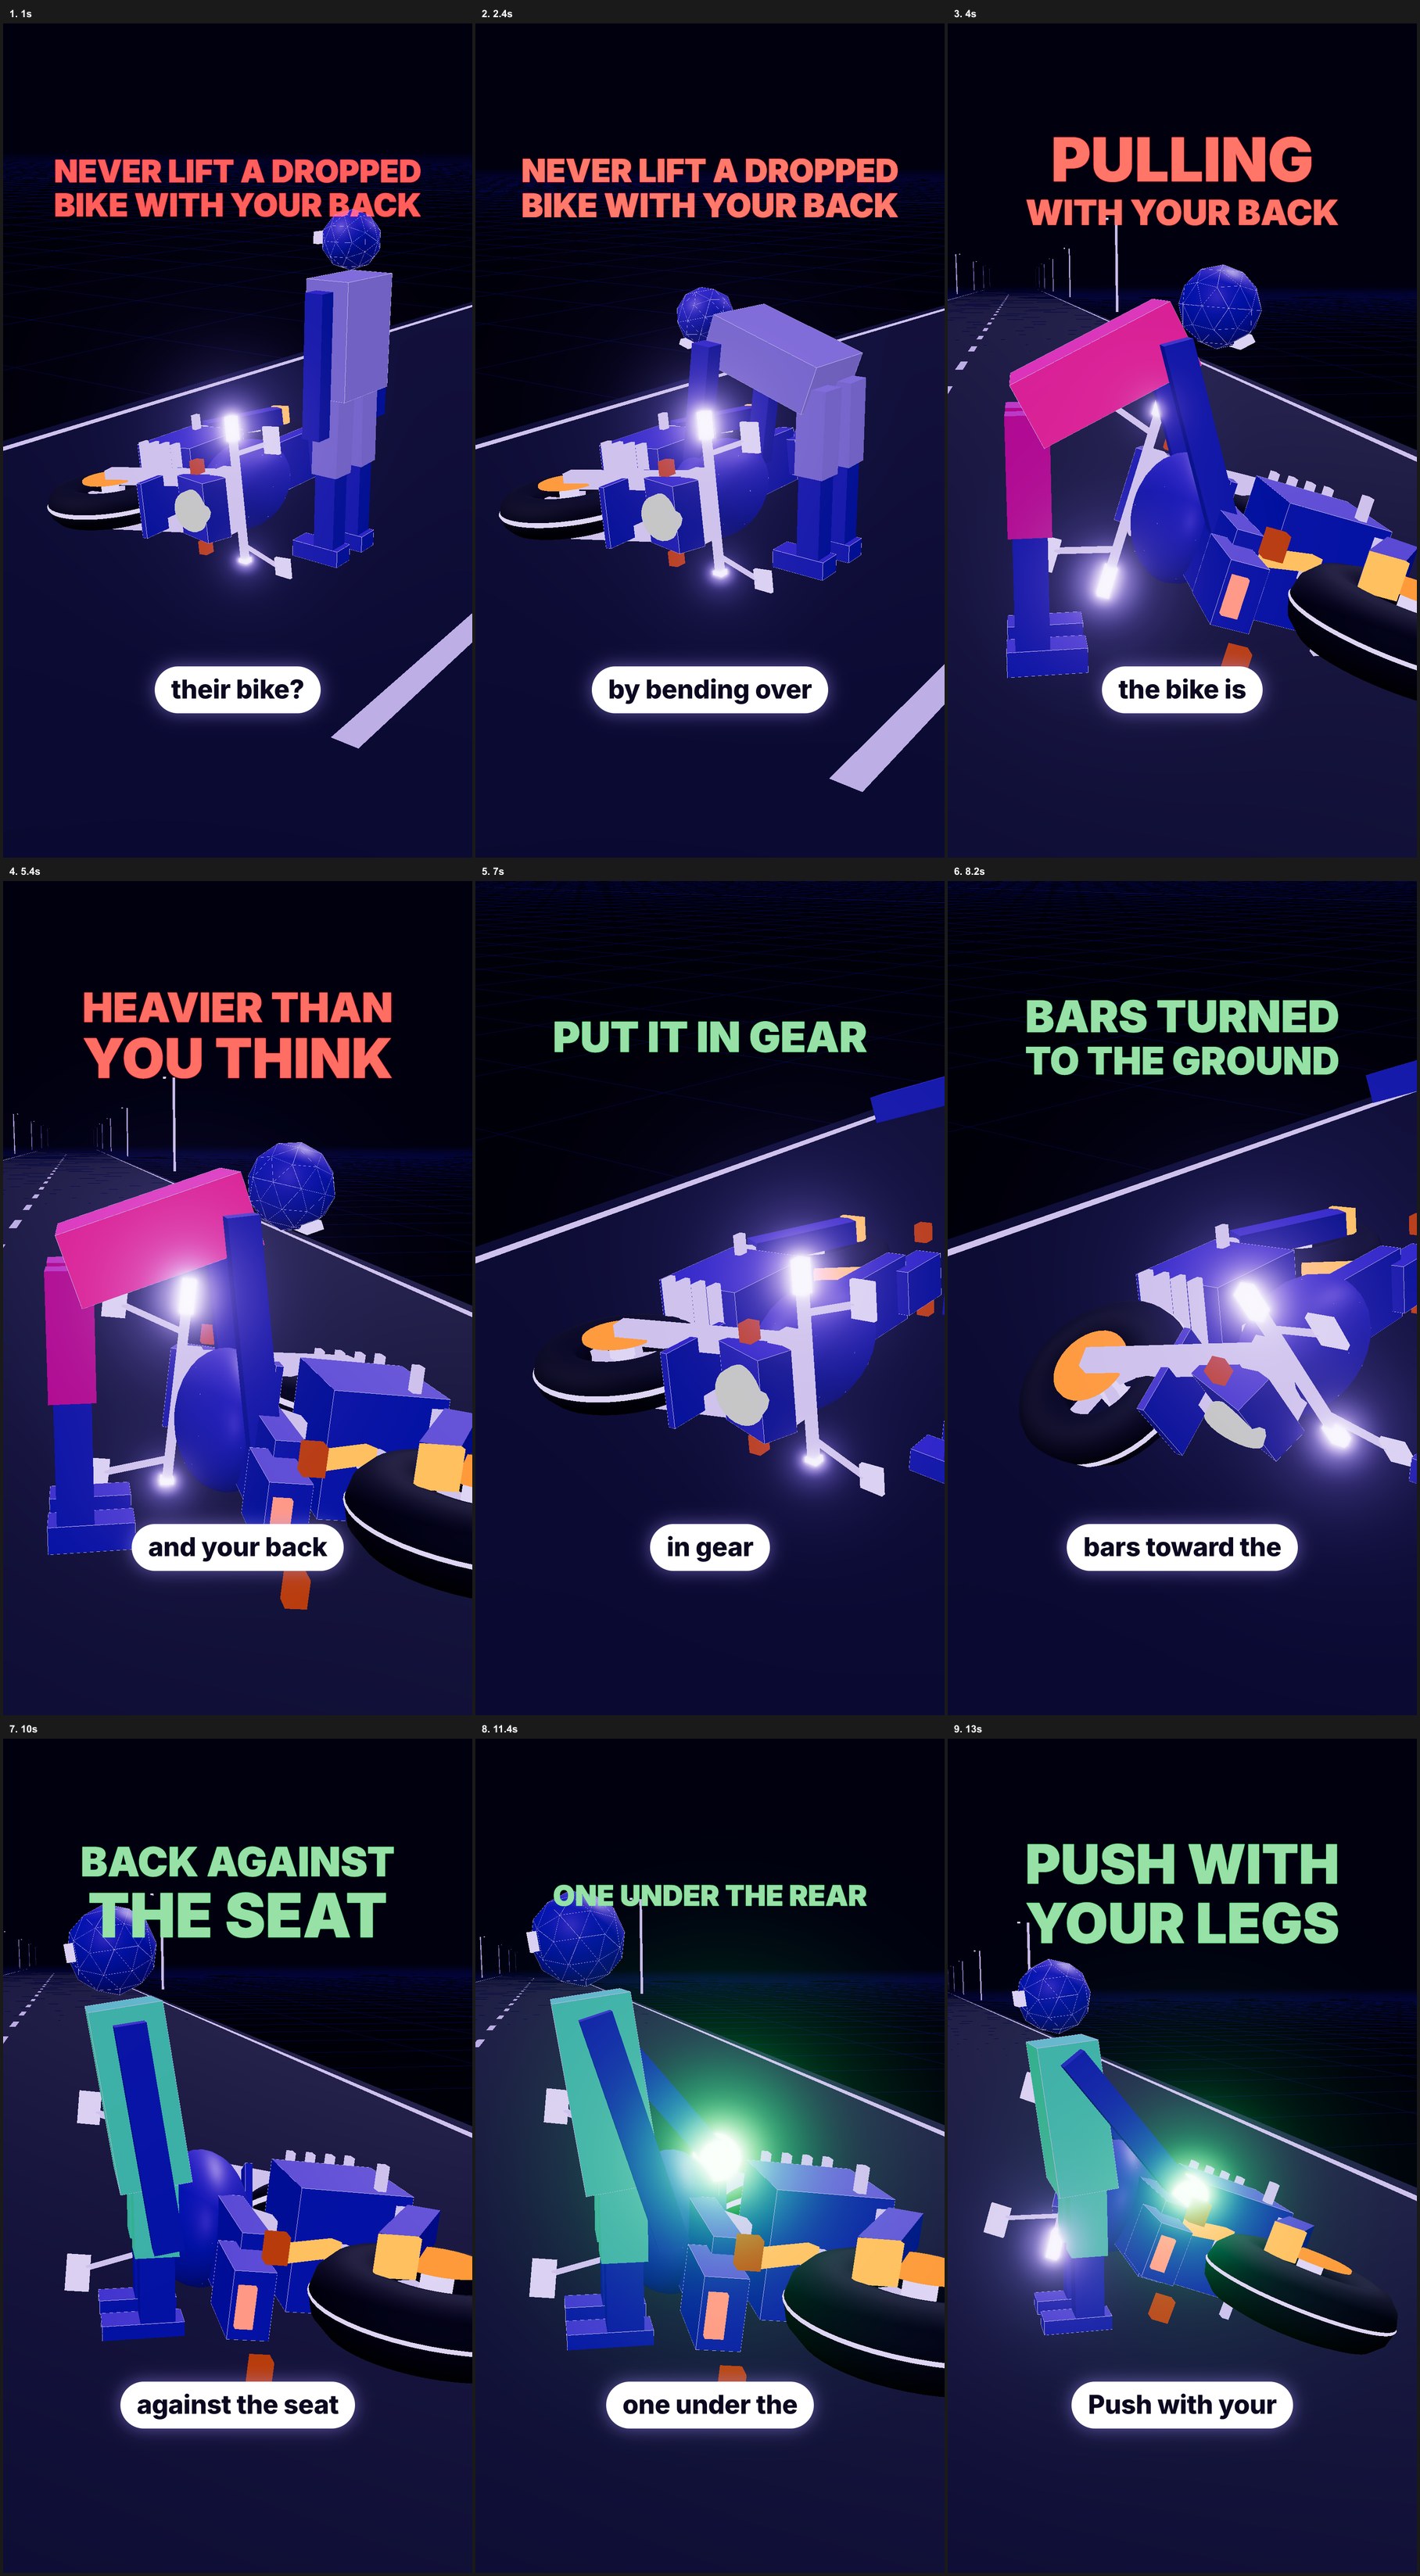 1. 1s
NEVER LIFT A DROPPED
BIKE WITH YOUR BACK
their bike?
2. 2.4s
NEVER LIFT A DROPPED
BIKE WITH YOUR BACK
by bending over
3. 4s
PULLING
WITH YOUR BACK
the bike is
4. 5.4s
HEAVIER THAN
YOU THINK
and your back
5. 7s
PUT IT IN GEAR
in gear
6. 8.2s
BARS TURNED
TO THE GROUND
bars toward the
7. 10s
BACK AGAINST
THE SEAT
against the seat
8. 11.4s
ONE UNDER THE REAR
one under the
9. 13s
PUSH WITH
YOUR LEGS
Push with your